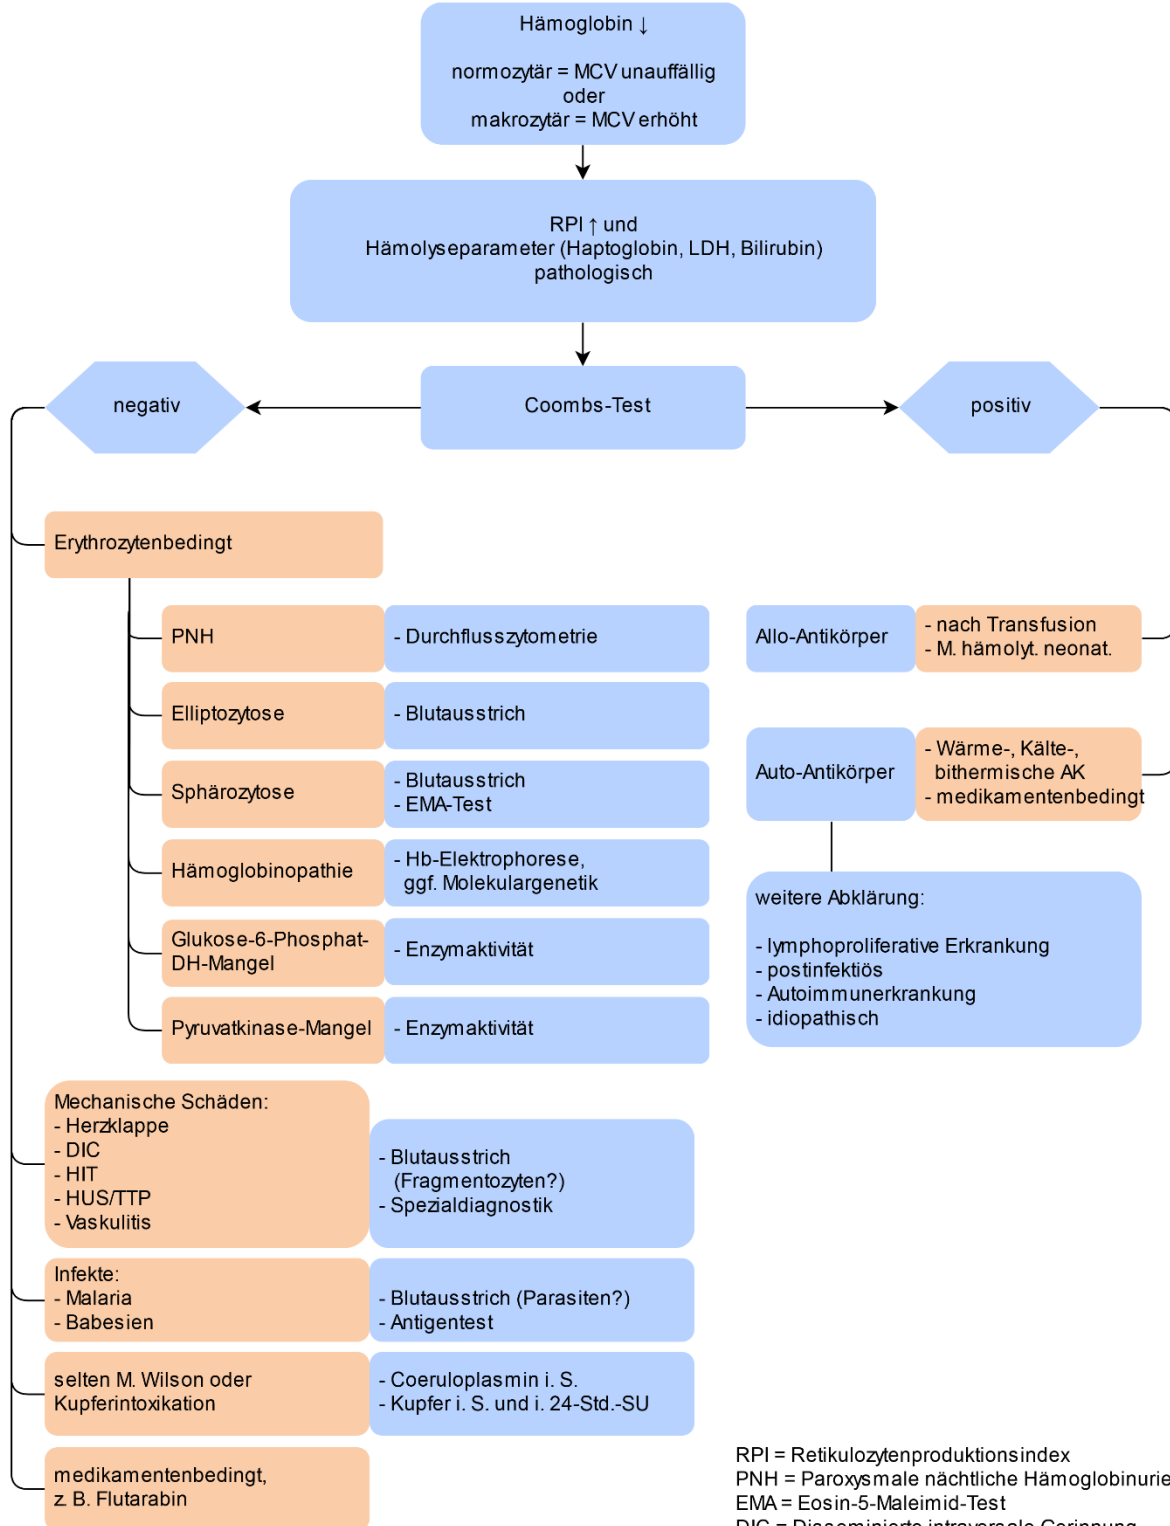 Hämoglobin ↓
normozytär = MCV unauffällig
oder
makrozytär = MCV erhöht
RPI ↑ und
Hämolyseparameter (Haptoglobin, LDH, Bilirubin)
pathologisch
negativ
Coombs-Test
positiv
Erythrozytenbedingt
PNH
- Durchflusszytometrie
Elliptozytose
- Blutausstrich
Sphärozytose
- Blutausstrich
- EMA-Test
Hämoglobinopathie
- Hb-Elektrophorese,
ggf. Molekulargenetik
Glukose-6-Phosphat-
DH-Mangel
- Enzymaktivität
Pyruvatkinase-Mangel
- Enzymaktivität
Allo-Antikörper
- nach Transfusion
- M. hämolyt. neonat.
Auto-Antikörper
- Wärme-, Kälte-,
bithermische AK
- medikamentenbedingt
weitere Abklärung:
- lymphoproliferative Erkrankung
- postinfektiös
- Autoimmunerkrankung
- idiopathisch
Mechanische Schäden:
- Herzklappe
- DIC
- HIT
- HUS/TTP
- Vaskulitis
- Blutausstrich
(Fragmentozyten?)
- Spezialdiagnostik
Infekte:
- Malaria
- Babesien
- Blutausstrich (Parasiten?)
- Antigentest
selten M. Wilson oder
Kupferintoxikation
- Coeruloplasmin i. S.
- Kupfer i. S. und i. 24-Std.-SU
medikamentenbedingt,
z. B. Flutarabin
RPI = Retikulozytenproduktionsindex
PNH = Paroxysmale nächtliche Hämoglobinurie
EMA = Eosin-5-Maleimid-Test
DIC = Disseminierte intravasale Gerinnung